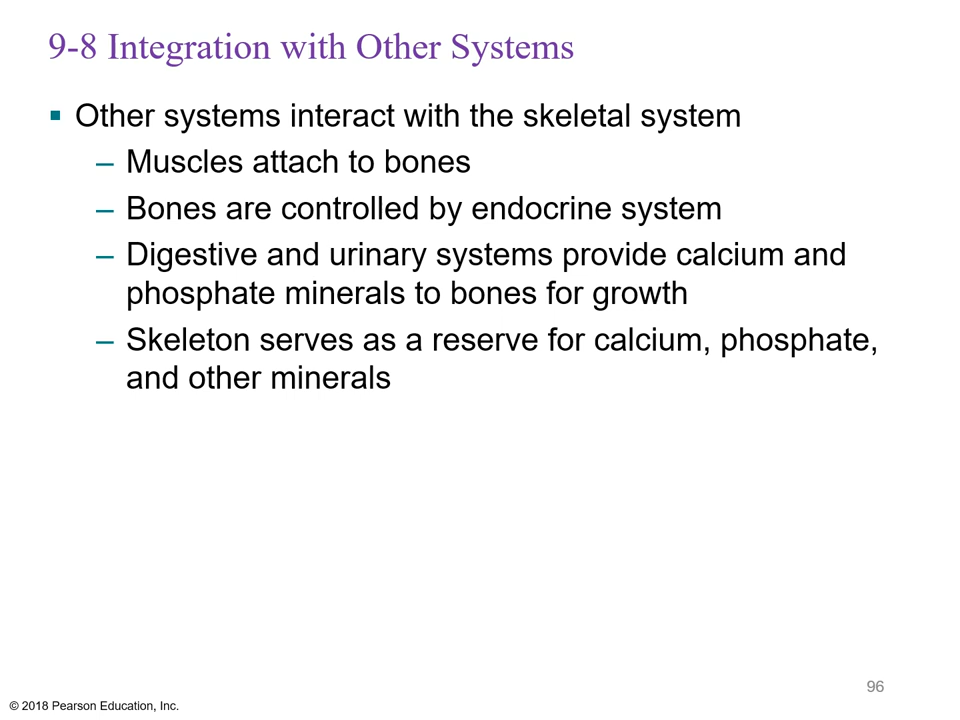 9-8 Integration with Other Systems
▪ Other systems interact with the skeletal system
– Muscles attach to bones
– Bones are controlled by endocrine system
– Digestive and urinary systems provide calcium and
phosphate minerals to bones for growth
– Skeleton serves as a reserve for calcium, phosphate,
and other minerals
96
© 2018 Pearson Education, Inc.